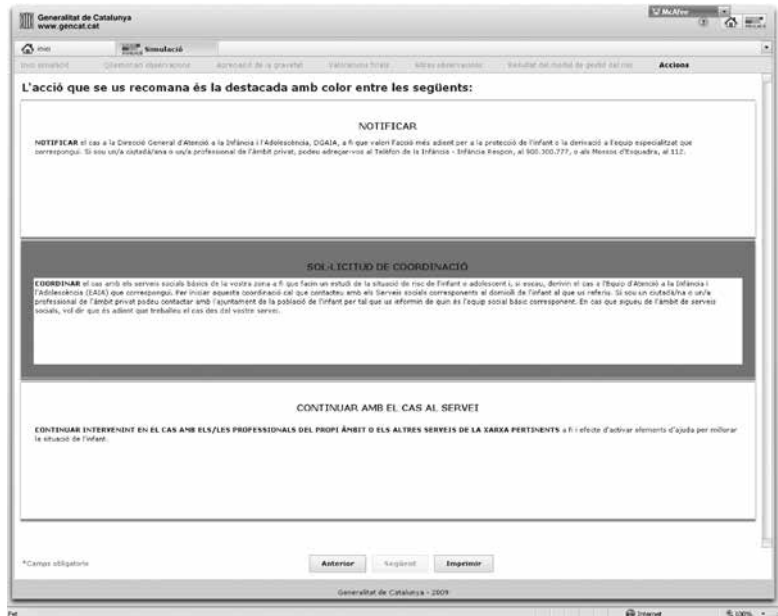 Generalitat de Catalunya
www.gencat.cat
McAfee
Inici
Simulació
Inici simulació
Accions
L'acció que se us recomana és la destacada amb color entre les següents:
NOTIFICAR
NOTIFICAR el cas a la Direcció General d'Atenció a la Infància i l'Adolescència, DGAIA, a fi que valori l'acció més adient per a la protecció de l'infant o la derivació a l'equip especialitzat que
correspongui. Si sou un/a ciutadà/ana o un/a professional de l'àmbit privat, podeu adreçar-vos al Telèfon de la Infància - Infància Respon, al 900.300.777, o als Mossos d'Esquadra, al 112.
SOL·LICITUD DE COORDINACIÓ
COORDINAR el cas amb els serveis socials bàsics de la vostra zona a fi que facin un estudi de la situació de risc de l'infant o adolescent i, si escau, derivin el cas a l'Equip d'Atenció a la Infància i
l'Adolescència (EAIA) que correspongui. Per iniciar aquesta coordinació cal que contacteu amb els Serveis socials corresponents al domicili de l'infant al que us referiu. Si sou un ciutadà/na o un/a
professional de l'àmbit privat podeu contactar amb l'ajuntament de la població de l'infant per tal que us informin de quin és l'equip social bàsic corresponent. En cas que sigueu de l'àmbit de serveis
socials, vol dir que és adient que treballeu el cas des del vostre servei.
CONTINUAR AMB EL CAS AL SERVEI
CONTINUAR INTERVENINT EN EL CAS AMB ELS/LES PROFESSIONALS DEL PROPI ÀMBIT O ELS ALTRES SERVEIS DE LA XARXA PERTINENTS a fi i efecte d'activar elements d'ajuda per millorar
la situació de l'infant.
*Camps obligatoris
Anterior
Següent
Imprimir
Generalitat de Catalunya - 2009
Internet
100%